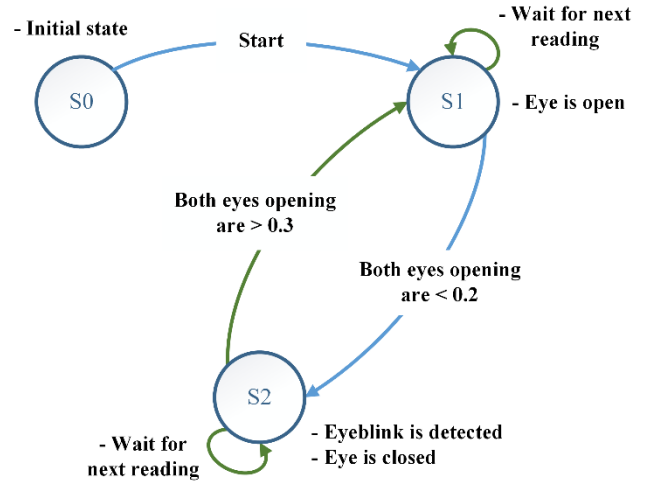 - Initial state
Start
- Wait for next
reading
S0
S1
- Eye is open
Both eyes opening
are > 0.3
Both eyes opening
are < 0.2
S2
- Wait for
next reading
- Eyeblink is detected
- Eye is closed